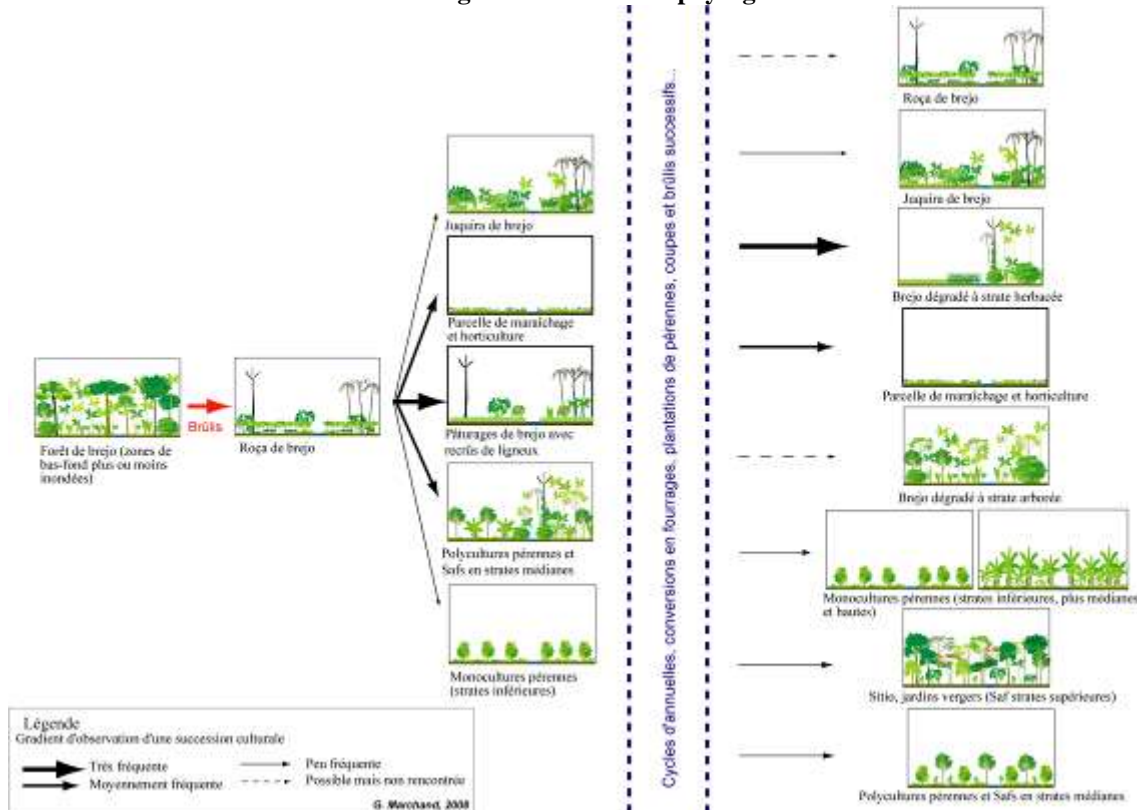 Brûlis
Forêt de brejo (zones de
bas-fond plus ou moins
inondées)
Roça de brejo
Juquira de brejo
Parcelle de maraîchage
et horticulture
Pâturages de brejo avec
recrûs de ligneux
Polycultures pérennes et
Safs en strates médianes
Monocultures pérennes
(strates inférieures)
Cycles d'annuelles, conversions en fourrages, plantations de pérennes, coupes et brûlis successifs...
Roça de brejo
Juquira de brejo
Brejo dégradé à strate herbacée
Parcelle de maraîchage et horticulture
Brejo dégradé à strate arborée
Monocultures pérennes (strates inférieures, plus médianes
et hautes)
Sitio, jardins vergers (Saf strates supérieures)
Polycultures pérennes et Safs en strates médianes
Légende
Gradient d'observation d'une succession culturale
Très fréquente
Moyennement fréquente
Peu fréquente
Possible mais non rencontrée
G. Marchand, 2008